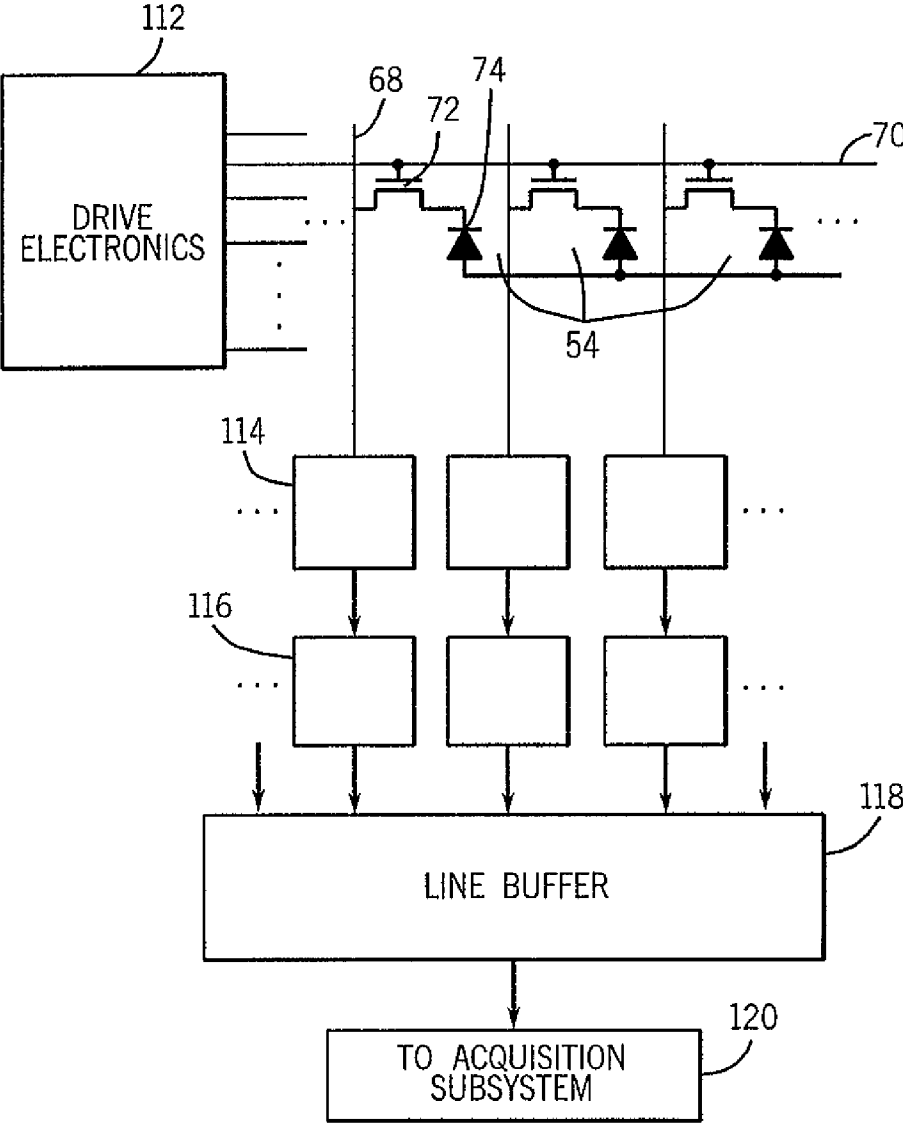 112
68
72
74
70
DRIVE
ELECTRONICS
54
114
116
118
LINE BUFFER
120
TO ACQUISITION
SUBSYSTEM